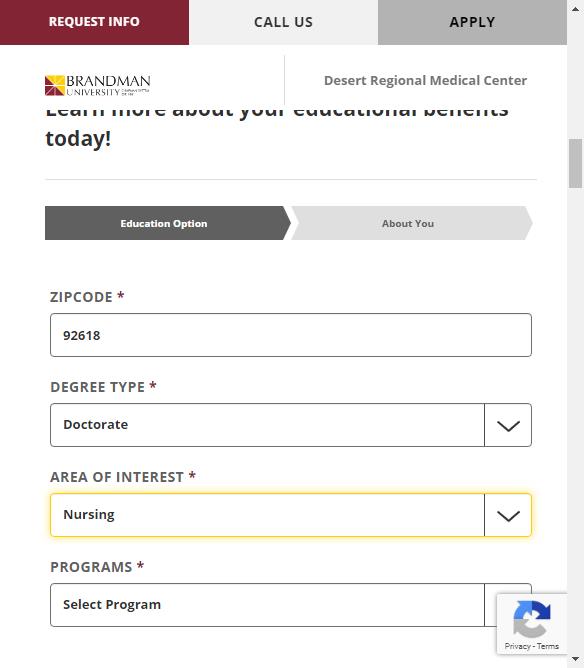 REQUEST INFO
CALL US
APPLY
BRANDMAN
UNIVERSITY
Desert Regional Medical Center
Learn more about your educational benefits
today!
Education Option
About You
ZIPCODE *
92618
DEGREE TYPE *
Doctorate
AREA OF INTEREST *
Nursing
PROGRAMS *
Select Program
Privacy - Terms